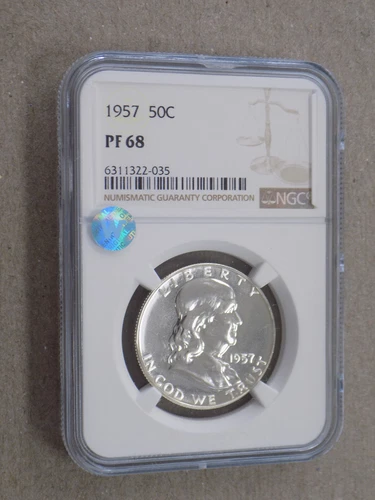 1957 50C
PF 68
6311322-035
NUMISMATIC GUARANTY CORPORATION
NGC
LIBERTY
1957
IN GOD WE TRUST